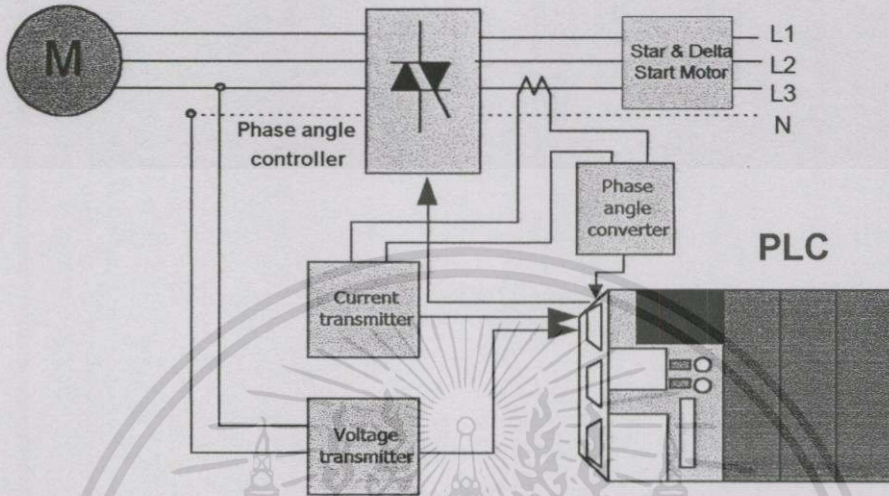 M
Star & Delta
Start Motor
L1
L2
L3
N
Phase angle
controller
Phase
angle
converter
PLC
Current
transmitter
Voltage
transmitter